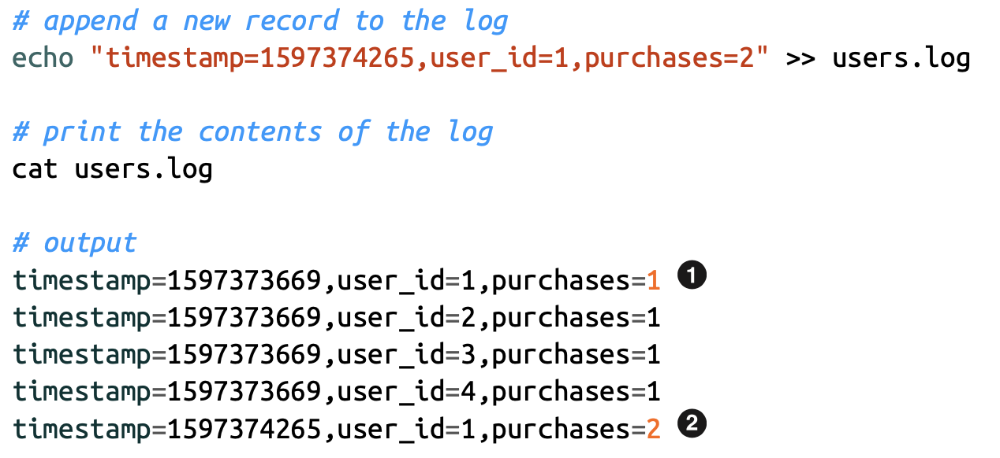 # append a new record to the log
echo "timestamp=1597374265,user_id=1,purchases=2" >> users.log
# print the contents of the log
cat users.log
# output
timestamp=1597373669,user_id=1,purchases=1 ❶
timestamp=1597373669,user_id=2,purchases=1
timestamp=1597373669,user_id=3,purchases=1
timestamp=1597373669,user_id=4,purchases=1
timestamp=1597374265,user_id=1,purchases=2 ❷